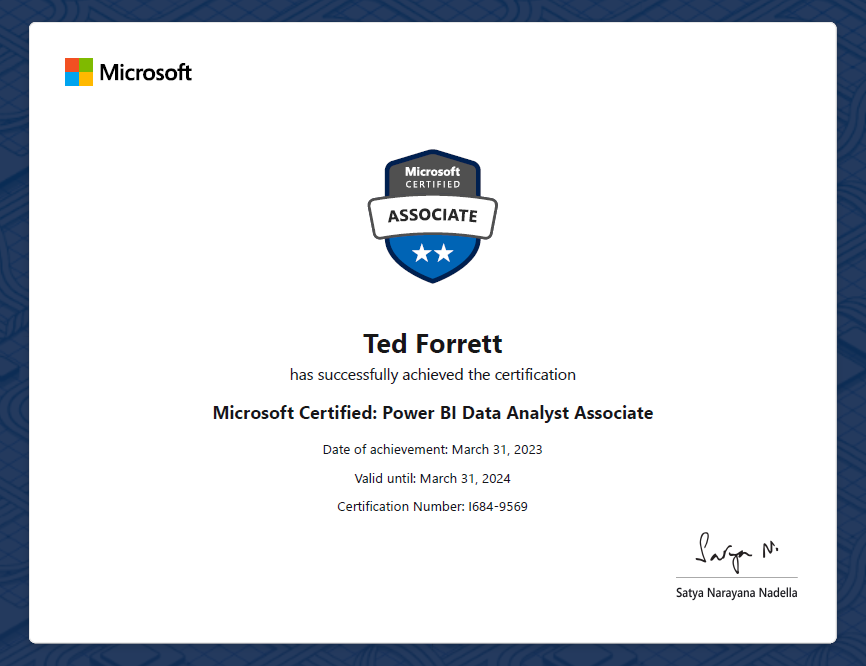 Microsoft
Microsoft
CERTIFIED
ASSOCIATE
Ted Forrett
has successfully achieved the certification
Microsoft Certified: Power BI Data Analyst Associate
Date of achievement: March 31, 2023
Valid until: March 31, 2024
Certification Number: I684-9569
Satya N.
Satya Narayana Nadella